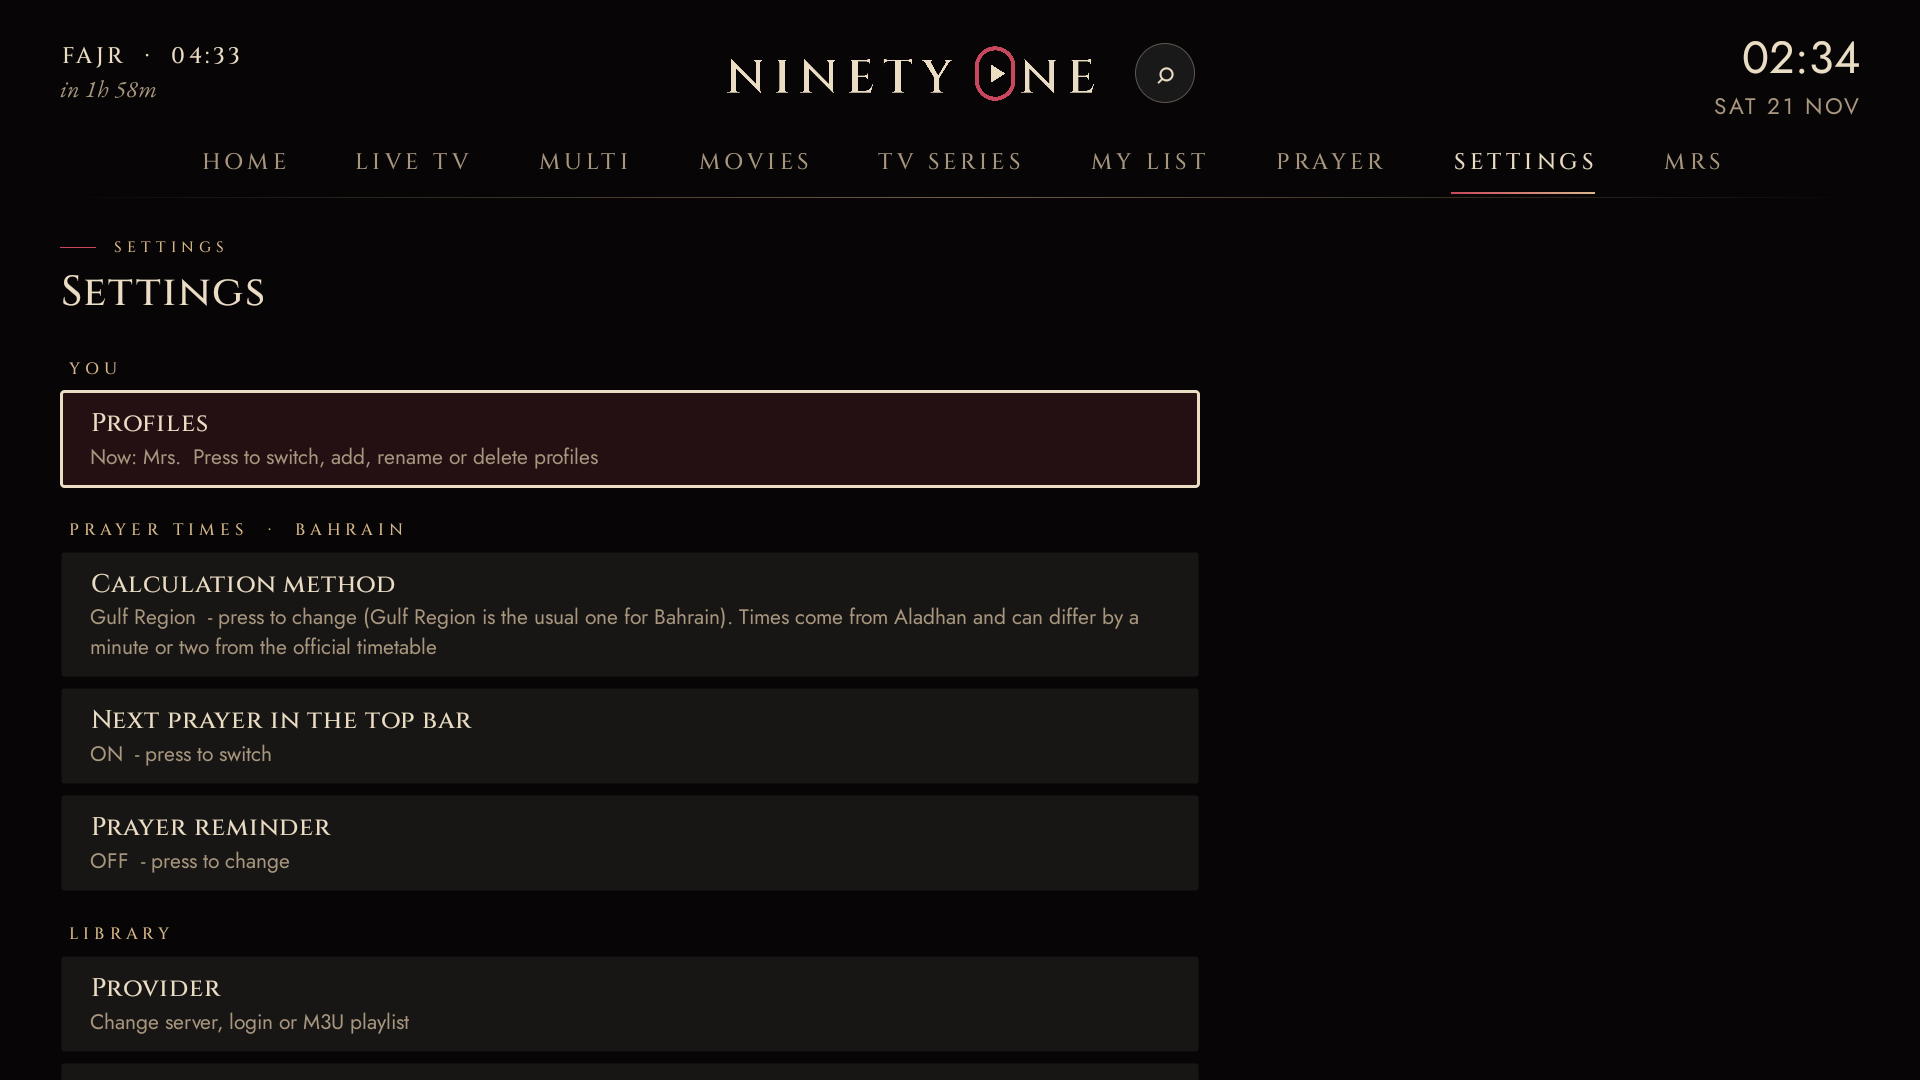 FAJR · 04:33
in 1h 58m
NINETY ONE
02:34
SAT 21 NOV
HOME LIVE TV MULTI MOVIES TV SERIES MY LIST PRAYER SETTINGS MRS
SETTINGS
Settings
YOU
Profiles
Now: Mrs. Press to switch, add, rename or delete profiles
PRAYER TIMES · BAHRAIN
Calculation method
Gulf Region - press to change (Gulf Region is the usual one for Bahrain). Times come from Aladhan and can differ by a
minute or two from the official timetable
Next prayer in the top bar
ON - press to switch
Prayer reminder
OFF - press to change
LIBRARY
Provider
Change server, login or M3U playlist